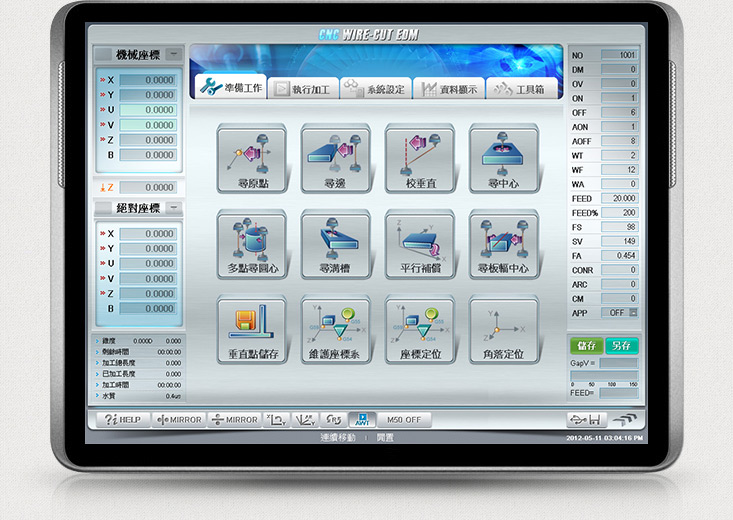 CNC WIRE-CUT EDM
機械座標
X 0.0000
Y 0.0000
U 0.0000
V 0.0000
Z 0.0000
B 0.0000
Z 0.0000
絕對座標
X 0.0000
Y 0.0000
U 0.0000
V 0.0000
Z 0.0000
B 0.0000
錐度 0.000D 0.000
剩餘時間 00:00:00
加工總長度 0.000
已加工長度 0.000
加工時間 00:00:00
水質 0.4us
準備工作 執行加工 系統設定 資料顯示 工具箱
尋原點 尋邊 校垂直 尋中心
多點尋圓心 尋溝槽 平行補償 尋板幅中心
垂直點儲存 維護座標系 座標定位 角落定位
NO 1001
DM 0
OV 0
ON 1
OFF 6
AON 1
AOFF 8
WT 2
WF 12
WA 0
FEED 20.000
FEED% 200
FS 98
SV 149
FA 0.454
CONR 0
ARC 0
CM 0
APP OFF
儲存 另存
GapV =
0 50 100 150
FEED=
HELP MIRROR MIRROR AWT M50 OFF
連續移動 | 閒置 2012-05-11 03:04:16 PM